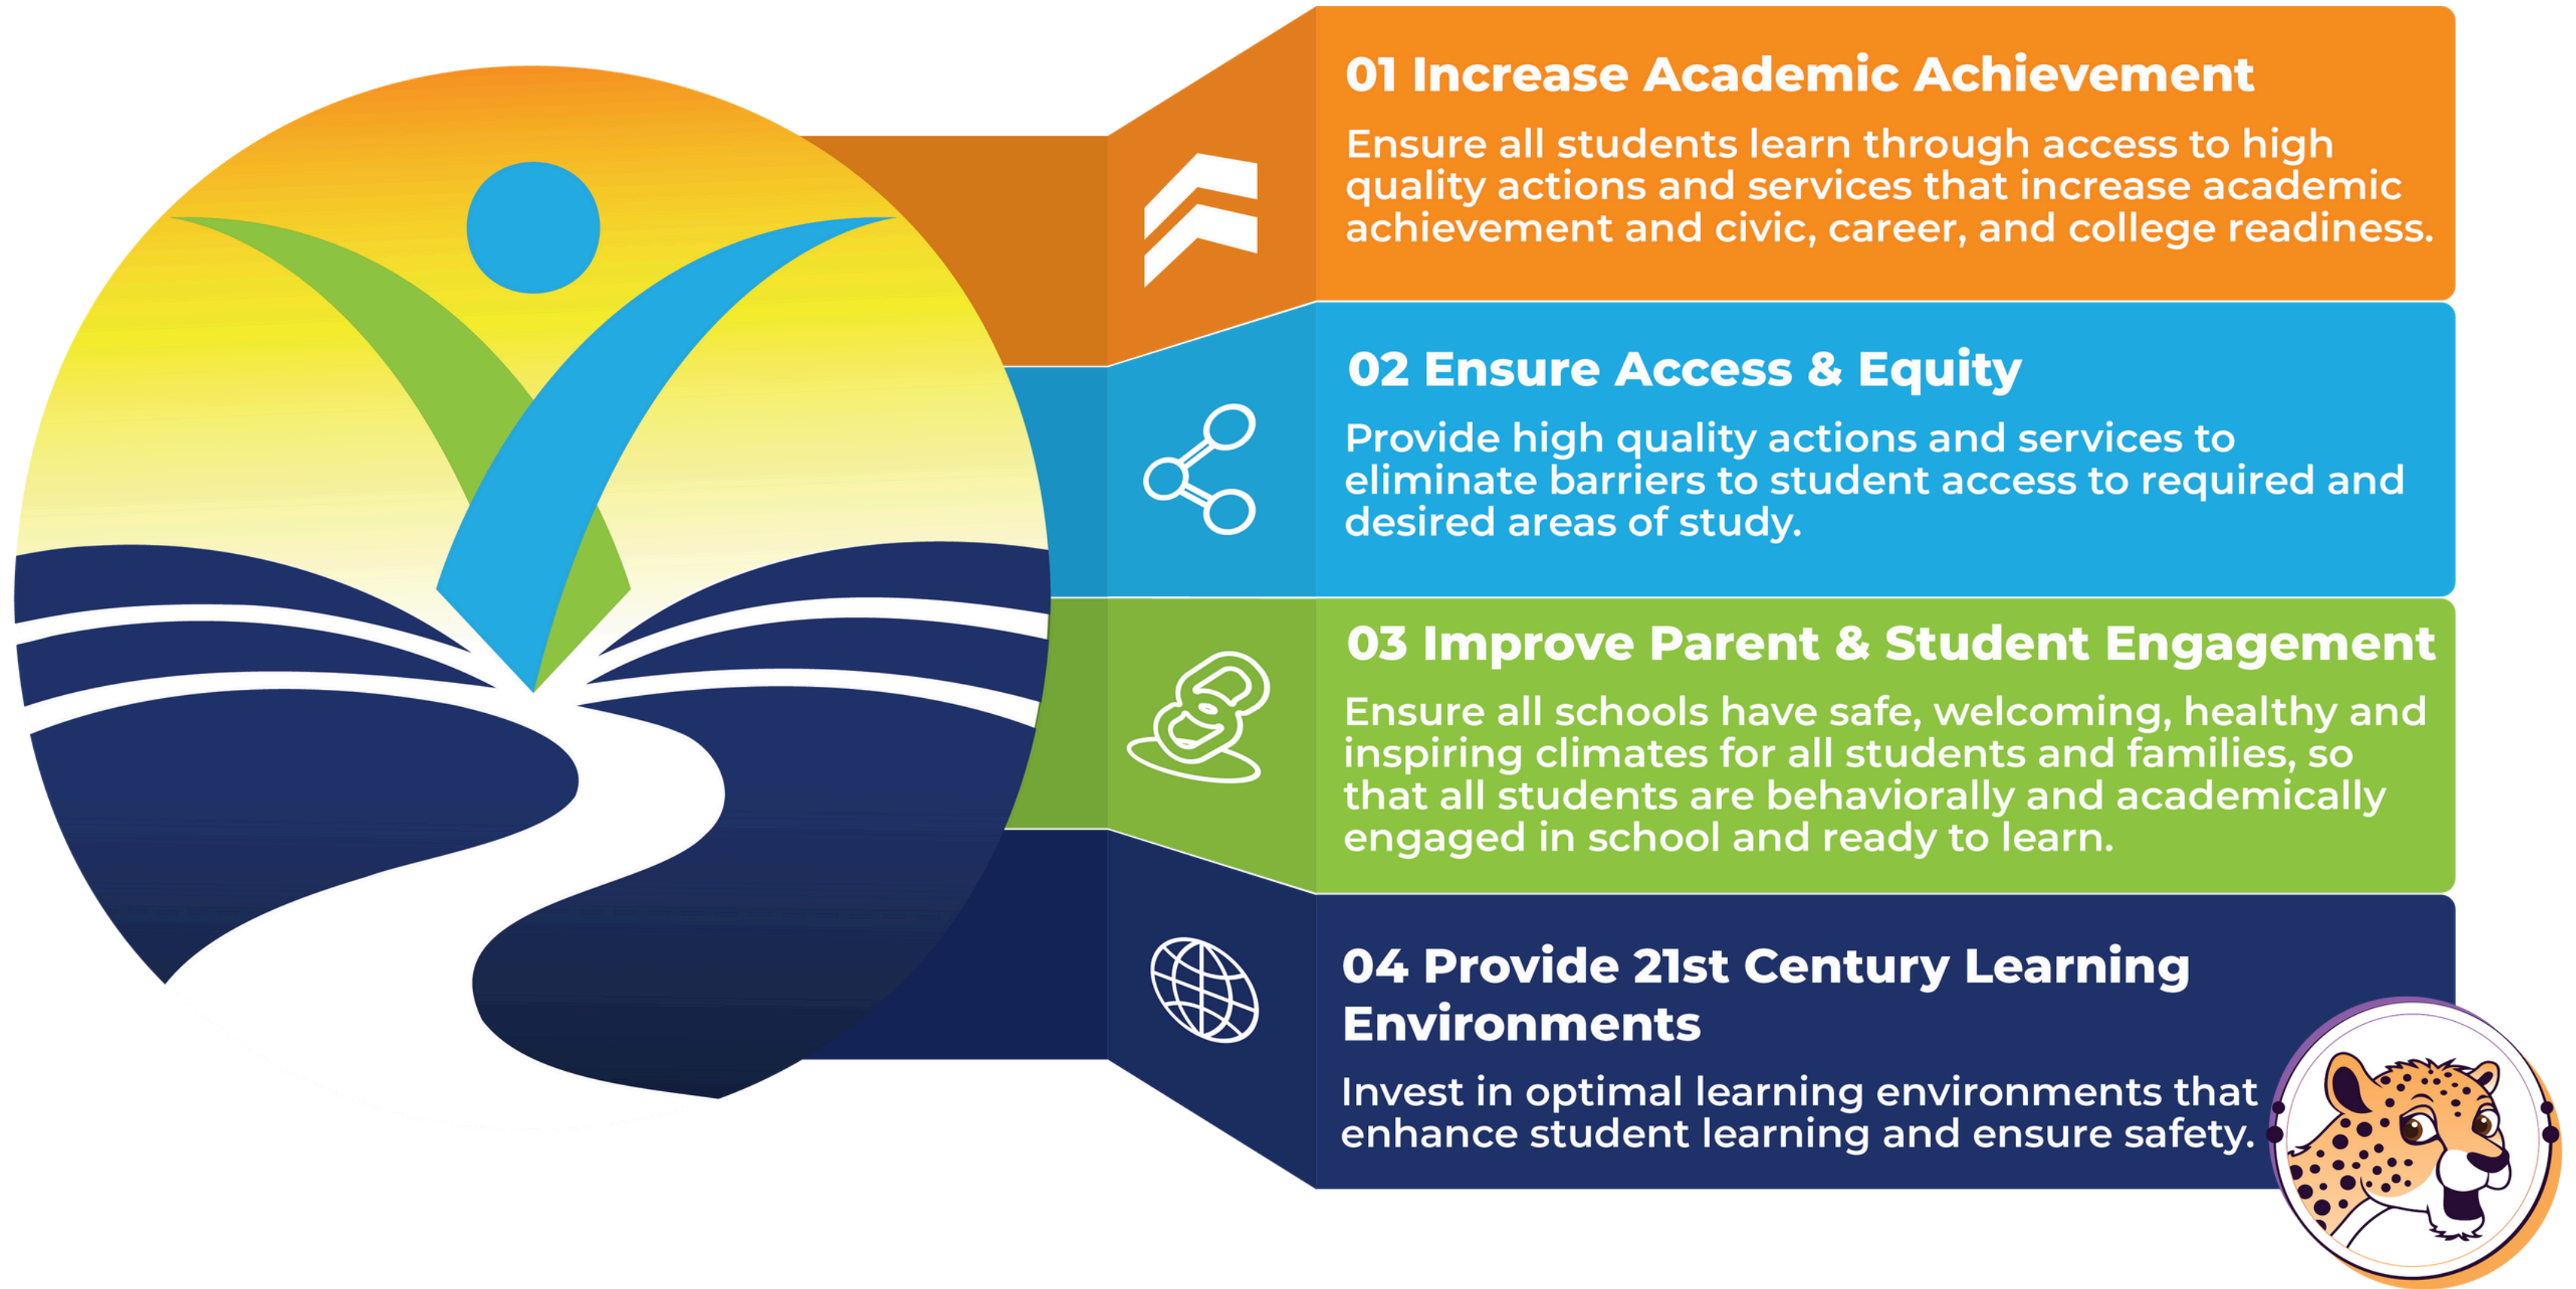 01 Increase Academic Achievement
Ensure all students learn through access to high
quality actions and services that increase academic
achievement and civic, career, and college readiness.
02 Ensure Access & Equity
Provide high quality actions and services to
eliminate barriers to student access to required and
desired areas of study.
03 Improve Parent & Student Engagement
Ensure all schools have safe, welcoming, healthy and
inspiring climates for all students and families, so
that all students are behaviorally and academically
engaged in school and ready to learn.
04 Provide 21st Century Learning
Environments
Invest in optimal learning environments that
enhance student learning and ensure safety.